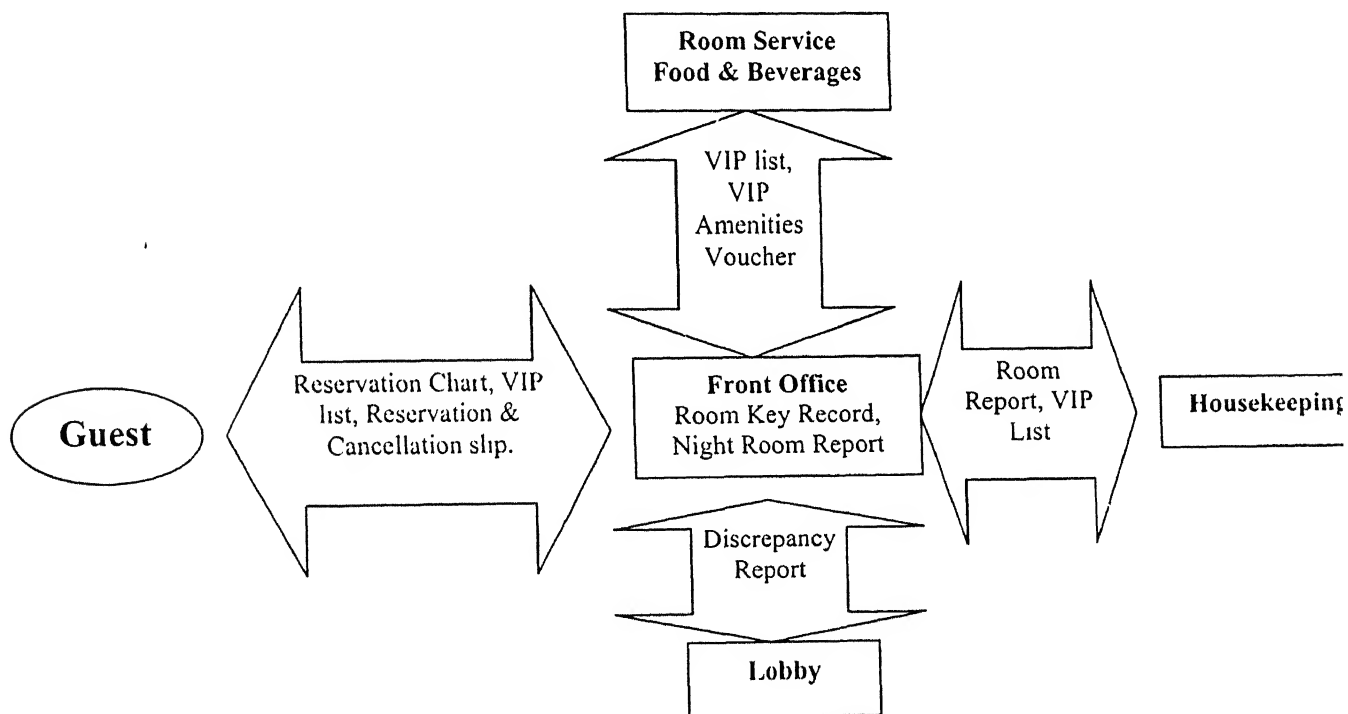 Room Service
Food & Beverages
VIP list,
VIP
Amenities
Voucher
Guest
Reservation Chart, VIP
list, Reservation &
Cancellation slip.
Front Office
Room Key Record,
Night Room Report
Room
Report, VIP
List
Housekeeping
Discrepancy
Report
Lobby